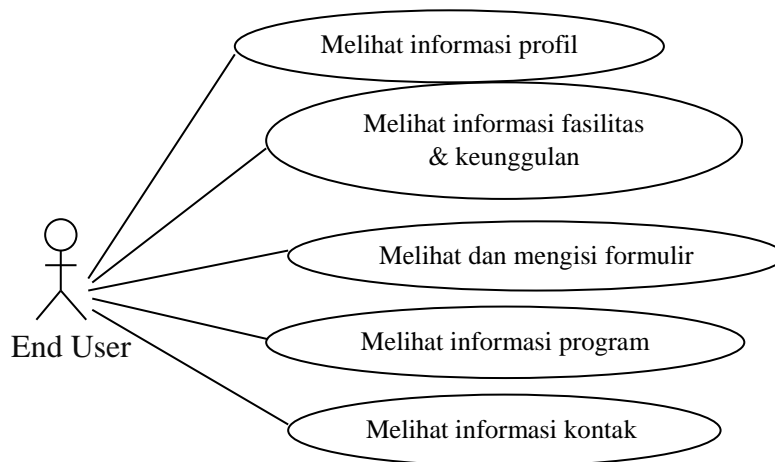 Melihat informasi profil
Melihat informasi fasilitas
& keunggulan
Melihat dan mengisi formulir
End User
Melihat informasi program
Melihat informasi kontak